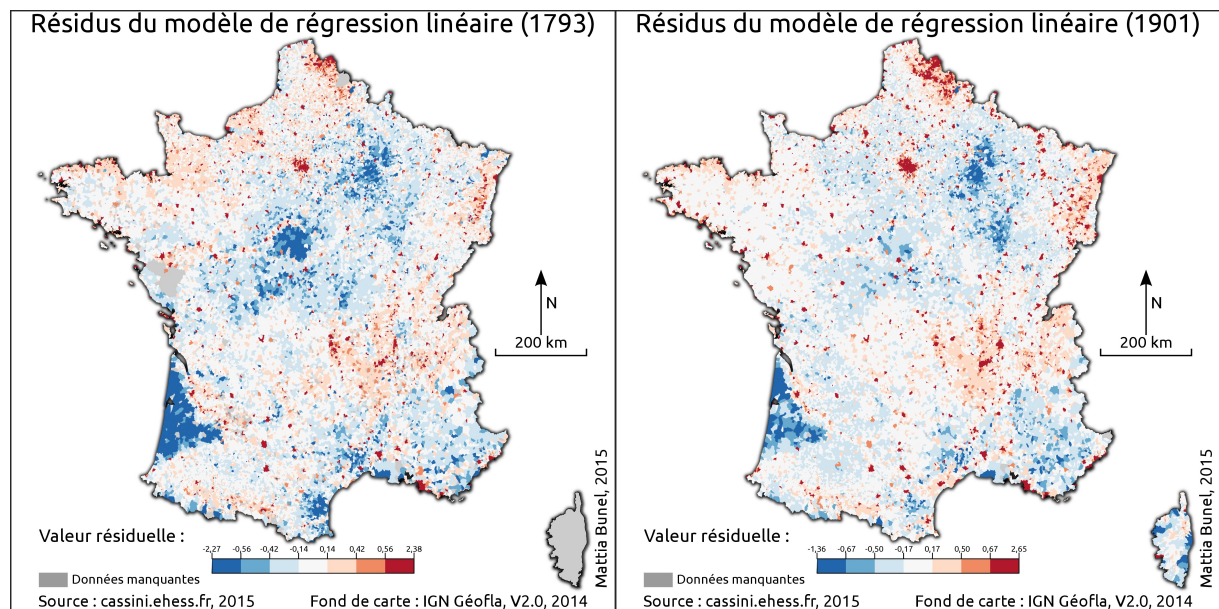 Résidus du modèle de régression linéaire (1793)
N
200 km
Mattia Bunel, 2015
Valeur résiduelle :
-2,27 -0,56 -0,42 -0,14 0,14 0,42 0,56 2,38
Données manquantes
Source : cassini.ehess.fr, 2015 Fond de carte : IGN Géofla, V2.0, 2014
Résidus du modèle de régression linéaire (1901)
N
200 km
Mattia Bunel, 2015
Valeur résiduelle :
-1,36 -0,67 -0,50 -0,17 0,17 0,50 0,67 2,65
Données manquantes
Source : cassini.ehess.fr, 2015 Fond de carte : IGN Géofla, V2.0, 2014